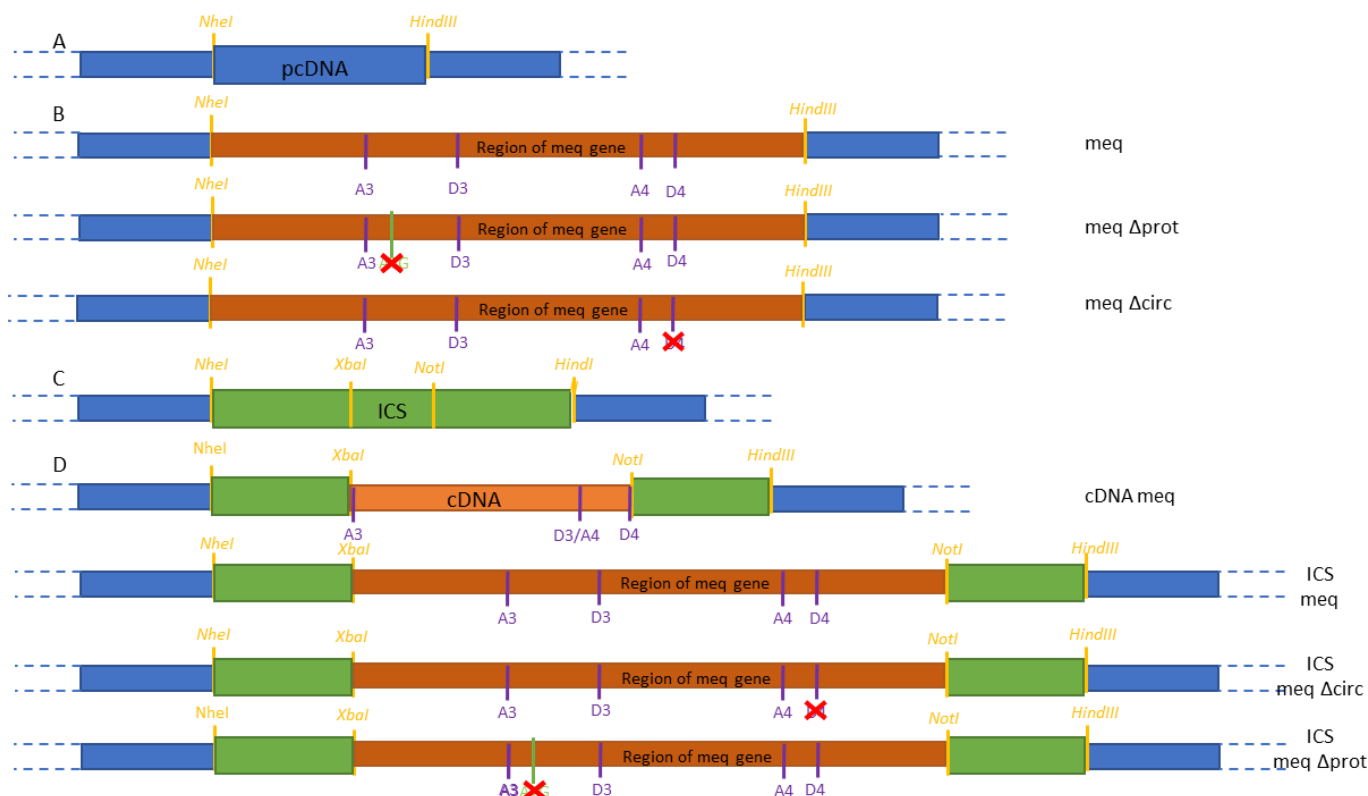 NheI HindIII
A
pcDNA
NheI HindIII
B
Region of meq gene meq
A3 D3 A4 D4
NheI HindIII
Region of meq gene meq Δprot
A3 D3 A4 D4
NheI HindIII
Region of meq gene meq Δcirc
A3 D3 A4
NheI XbaI NotI HindI
C
ICS
NheI XbaI NotI HindIII
D
cDNA cDNA meq
A3 D3/A4 D4
NheI XbaI NotI HindIII
Region of meq gene ICS
meq
A3 D3 A4 D4
NheI XbaI NotI HindIII
Region of meq gene ICS
meq Δcirc
A3 D3 A4
NheI XbaI NotI HindIII
Region of meq gene ICS
meq Δprot
A3 D3 A4 D4